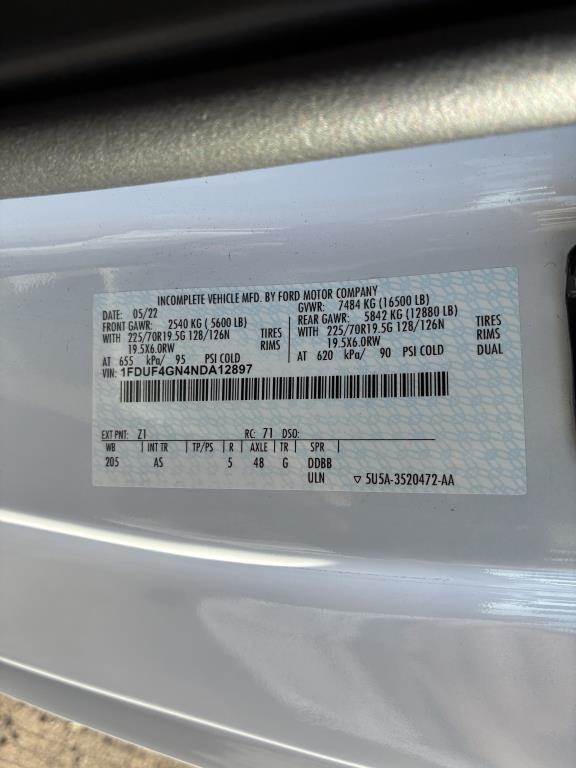 INCOMPLETE VEHICLE MFD. BY FORD MOTOR COMPANY
DATE: 05/22 GVWR: 7484 KG (16500 LB)
FRONT GAWR: 2540 KG ( 5600 LB) REAR GAWR: 5842 KG (12880 LB)
WITH 225/70R19.5G 128/126N TIRES WITH 225/70R19.5G 128/126N TIRES
19.5X6.0RW RIMS 19.5X6.0RW RIMS
AT 655 kPa/ 95 PSI COLD AT 620 kPa/ 90 PSI COLD DUAL
VIN: 1FDUF4GN4NDA12897
EXT PNT: Z1 RC: 71 DSO:
WB INT TR TP/PS R AXLE TR SPR
205 AS 5 48 G DDBB
ULN ▽ 5U5A-3520472-AA